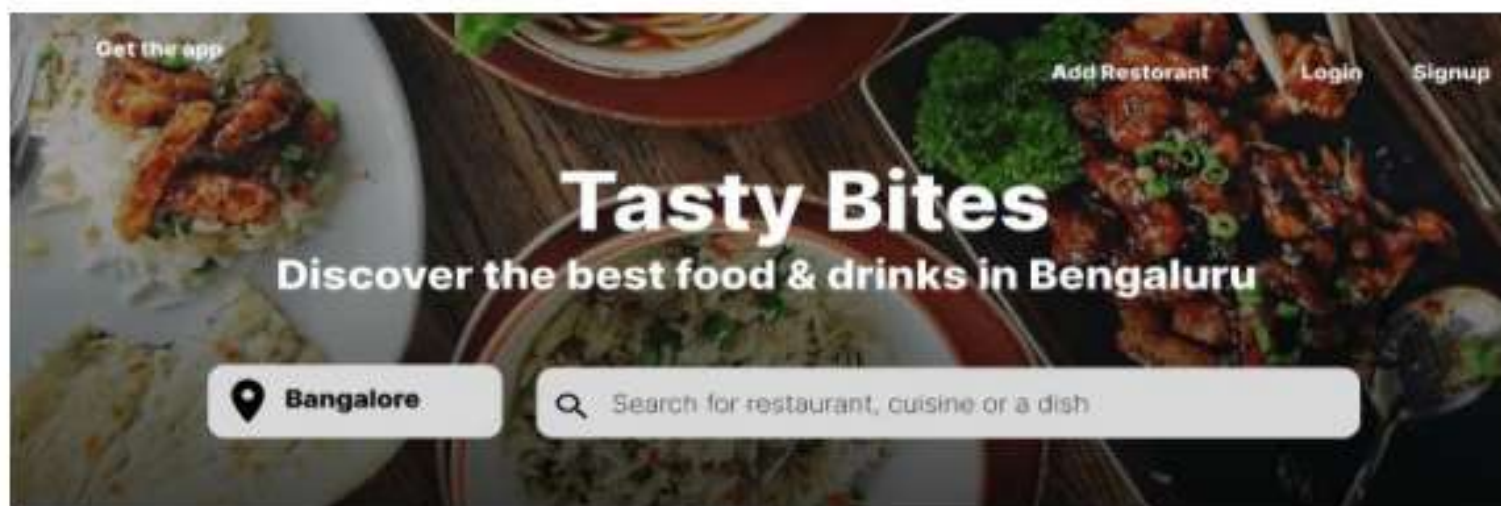 Get the app
Add Restorant Login Signup
Tasty Bites
Discover the best food & drinks in Bengaluru
Bangalore
Search for restaurant, cuisine or a dish